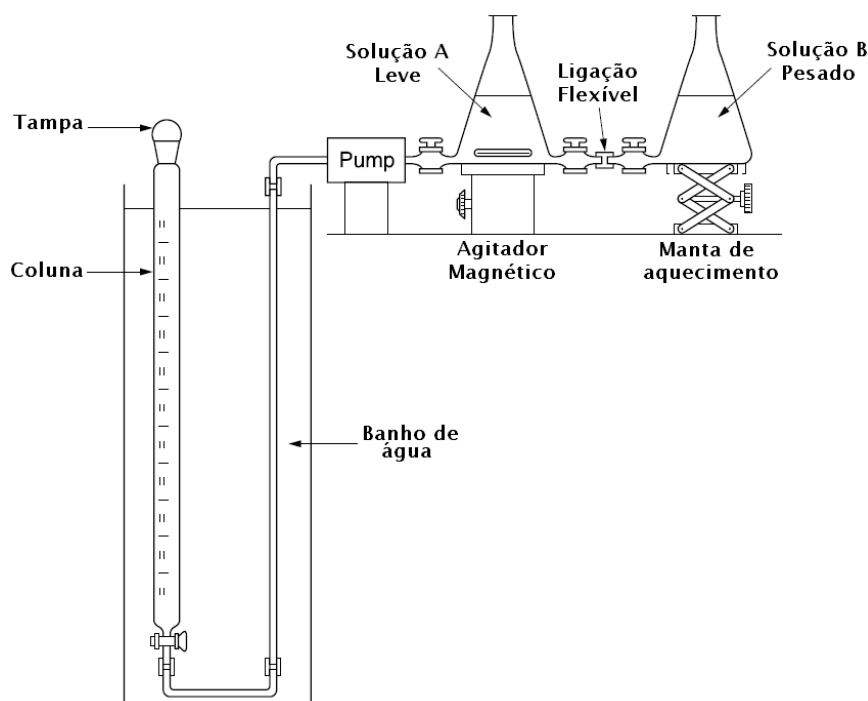 Solução A
Leve
Ligação
Flexível
Solução B
Pesado
Tampa
Pump
Coluna
Agitador
Magnético
Manta de
aquecimento
Banho de
água